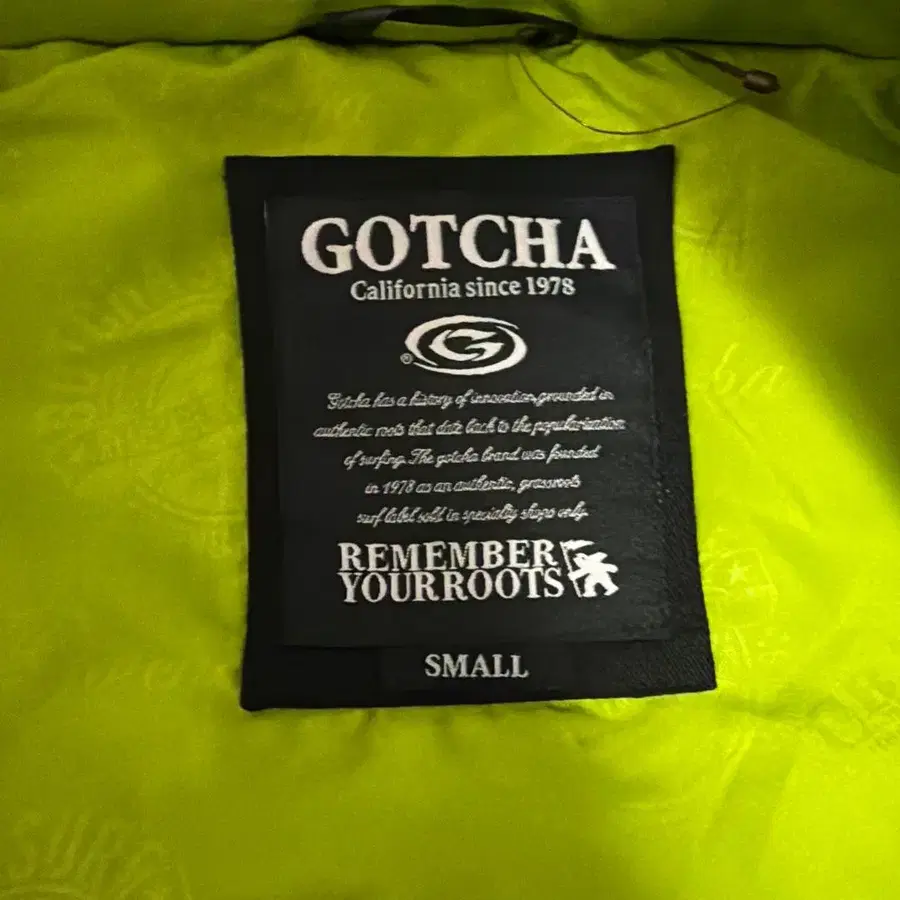 GOTCHA
California since 1978
®
Gotcha has a history of innovation,grounded in
authentic roots that date back to the popularization
of surfing. The gotcha brand was founded
in 1978 as an authentic, grassroots
surf label sold in specialty shops only.
REMEMBER
YOUR ROOTS
SMALL